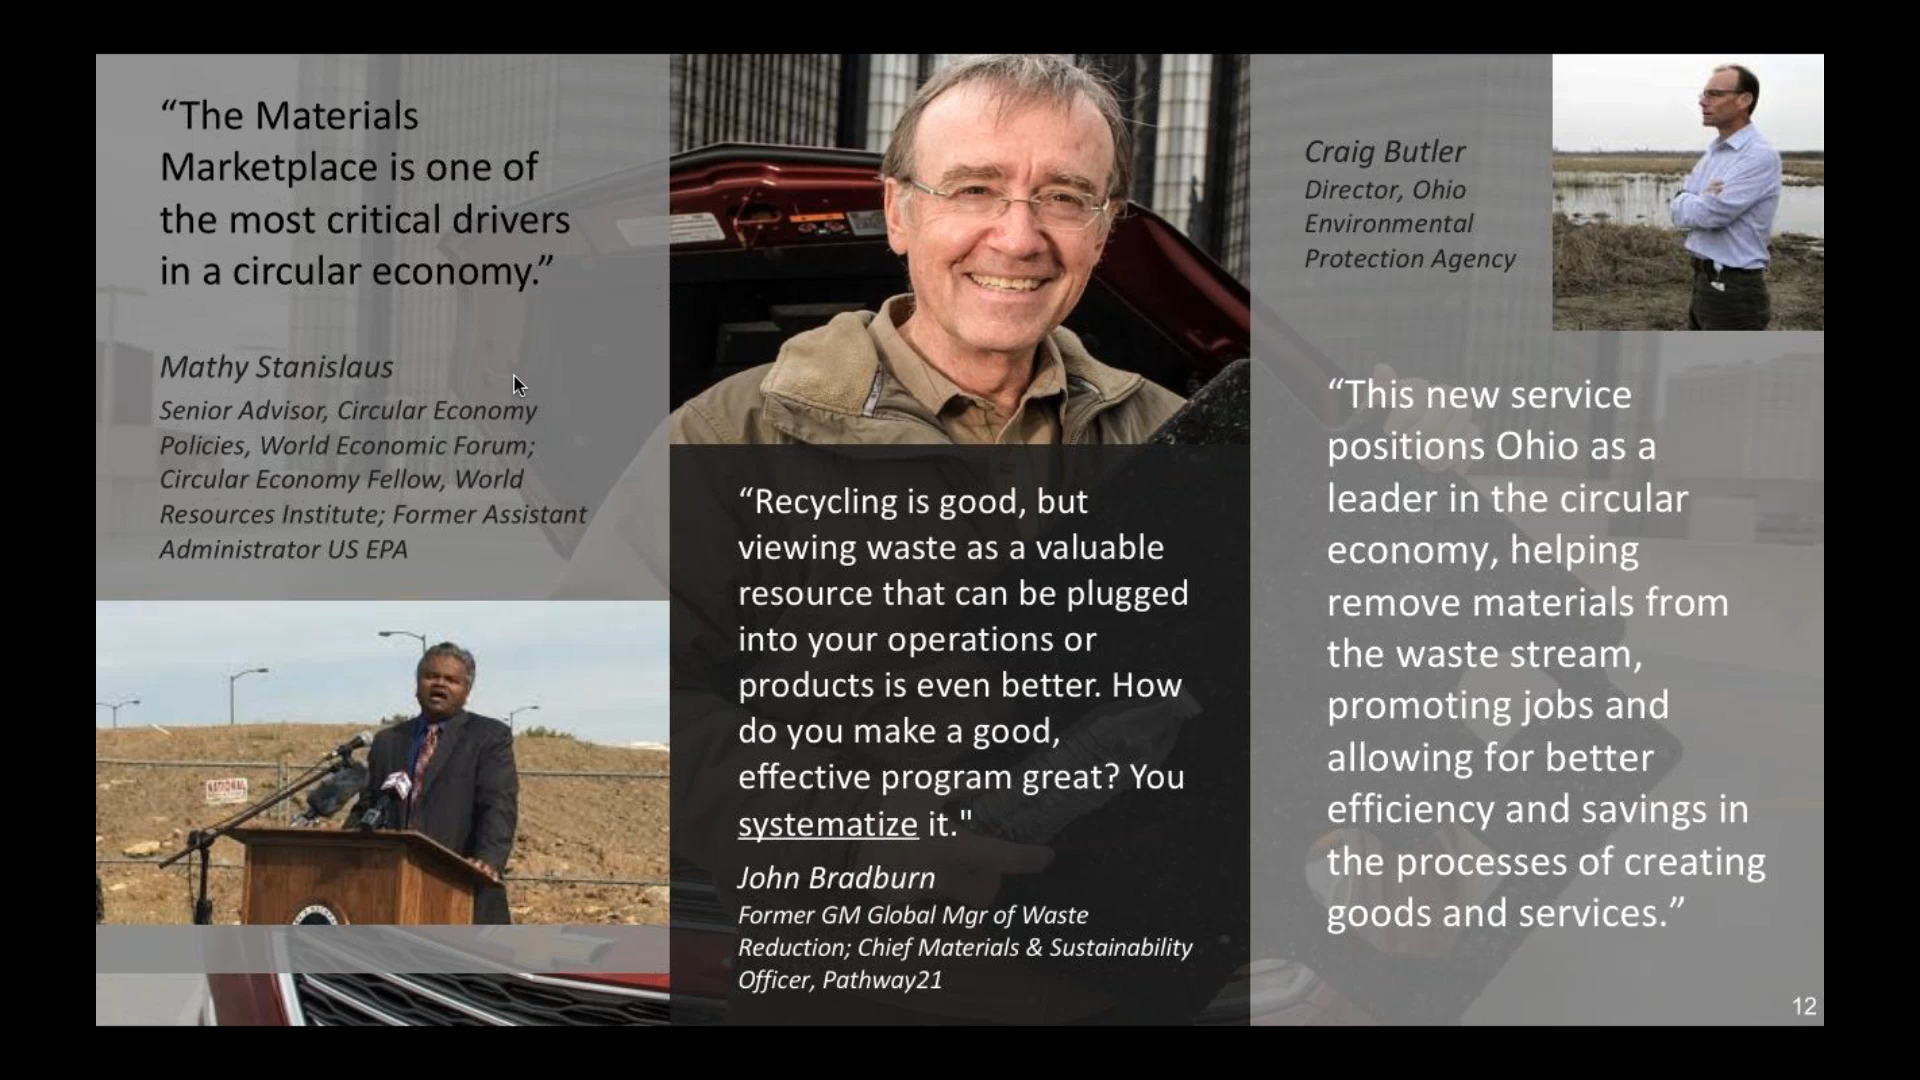 “The Materials
Marketplace is one of
the most critical drivers
in a circular economy.”
Mathy Stanislaus
Senior Advisor, Circular Economy
Policies, World Economic Forum;
Circular Economy Fellow, World
Resources Institute; Former Assistant
Administrator US EPA
NATIONAL
“Recycling is good, but
viewing waste as a valuable
resource that can be plugged
into your operations or
products is even better. How
do you make a good,
effective program great? You
systematize it."
John Bradburn
Former GM Global Mgr of Waste
Reduction; Chief Materials & Sustainability
Officer, Pathway21
Craig Butler
Director, Ohio
Environmental
Protection Agency
“This new service
positions Ohio as a
leader in the circular
economy, helping
remove materials from
the waste stream,
promoting jobs and
allowing for better
efficiency and savings in
the processes of creating
goods and services.”
12